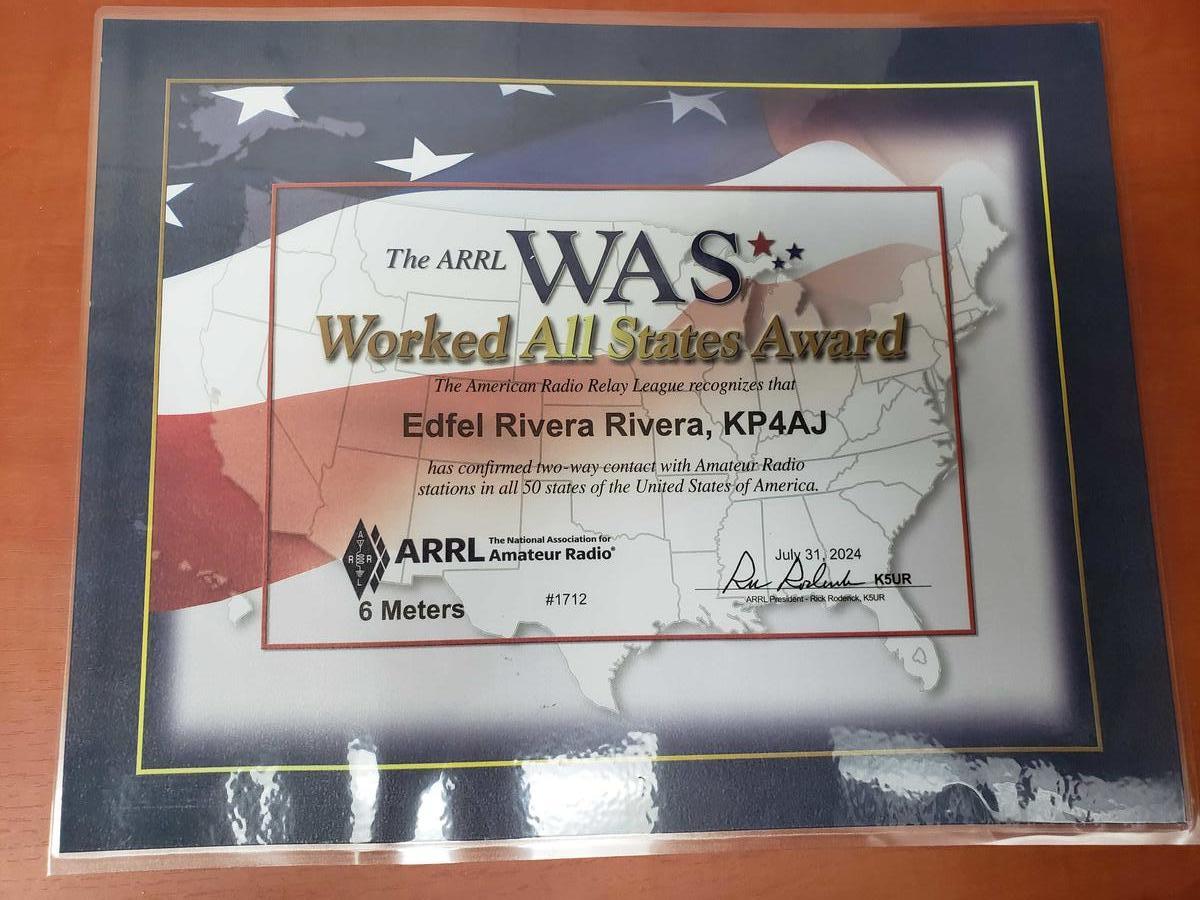 The ARRL WAS
Worked All States Award
The American Radio Relay League recognizes that
Edfel Rivera Rivera, KP4AJ
has confirmed two-way contact with Amateur Radio
stations in all 50 states of the United States of America.
A
R R
L
ARRL The National Association for
Amateur Radio®
6 Meters
#1712
July 31, 2024
Rick Roderick K5UR
ARRL President - Rick Roderick, K5UR